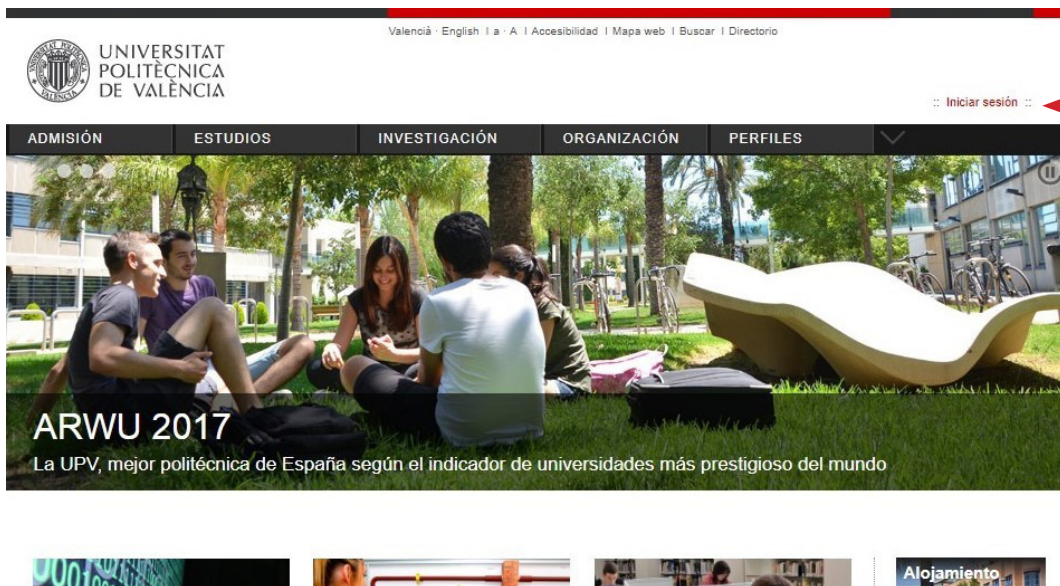 Valencià · English I a · A I Accesibilidad I Mapa web I Buscar I Directorio
UNIVERSITAT
POLITÈCNICA
DE VALÈNCIA
:: Iniciar sesión ::
ADMISIÓN ESTUDIOS INVESTIGACIÓN ORGANIZACIÓN PERFILES
ARWU 2017
La UPV, mejor politécnica de España según el indicador de universidades más prestigioso del mundo
Alojamiento